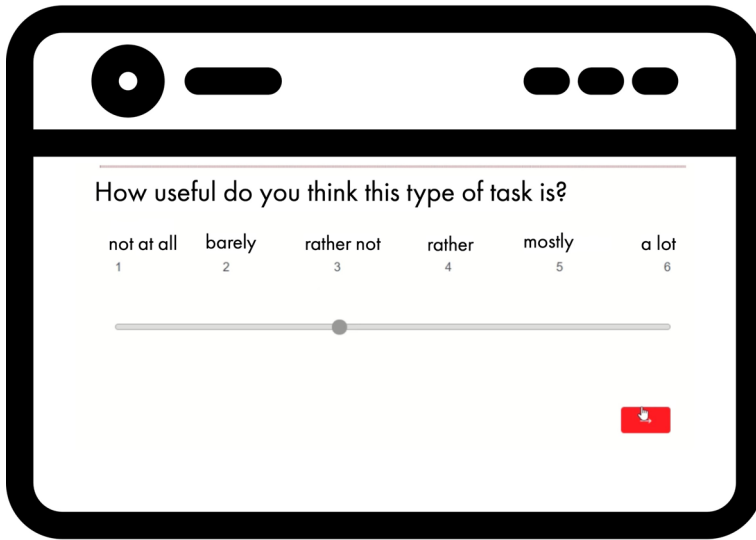 How useful do you think this type of task is?
not at all barely rather not rather mostly a lot
1 2 3 4 5 6